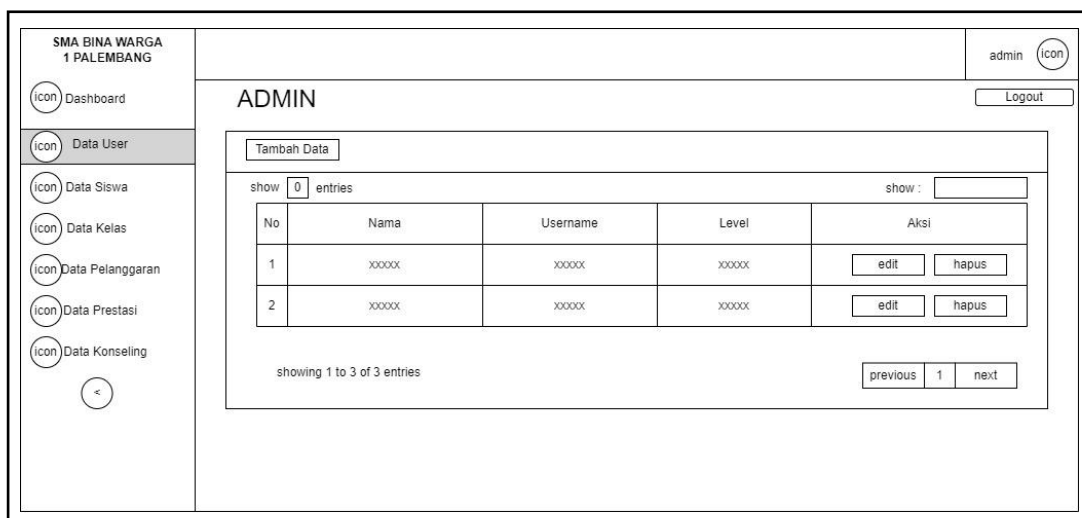 SMA BINA WARGA
1 PALEMBANG
admin
icon
icon Dashboard
ADMIN
Logout
icon Data User
Tambah Data
icon Data Siswa
show 0 entries
show :
icon Data Kelas
No Nama Username Level Aksi
icon Data Pelanggaran
1 xxxxx xxxxx xxxxx edit hapus
icon Data Prestasi
2 xxxxx xxxxx xxxxx edit hapus
icon Data Konseling
showing 1 to 3 of 3 entries
previous 1 next
<